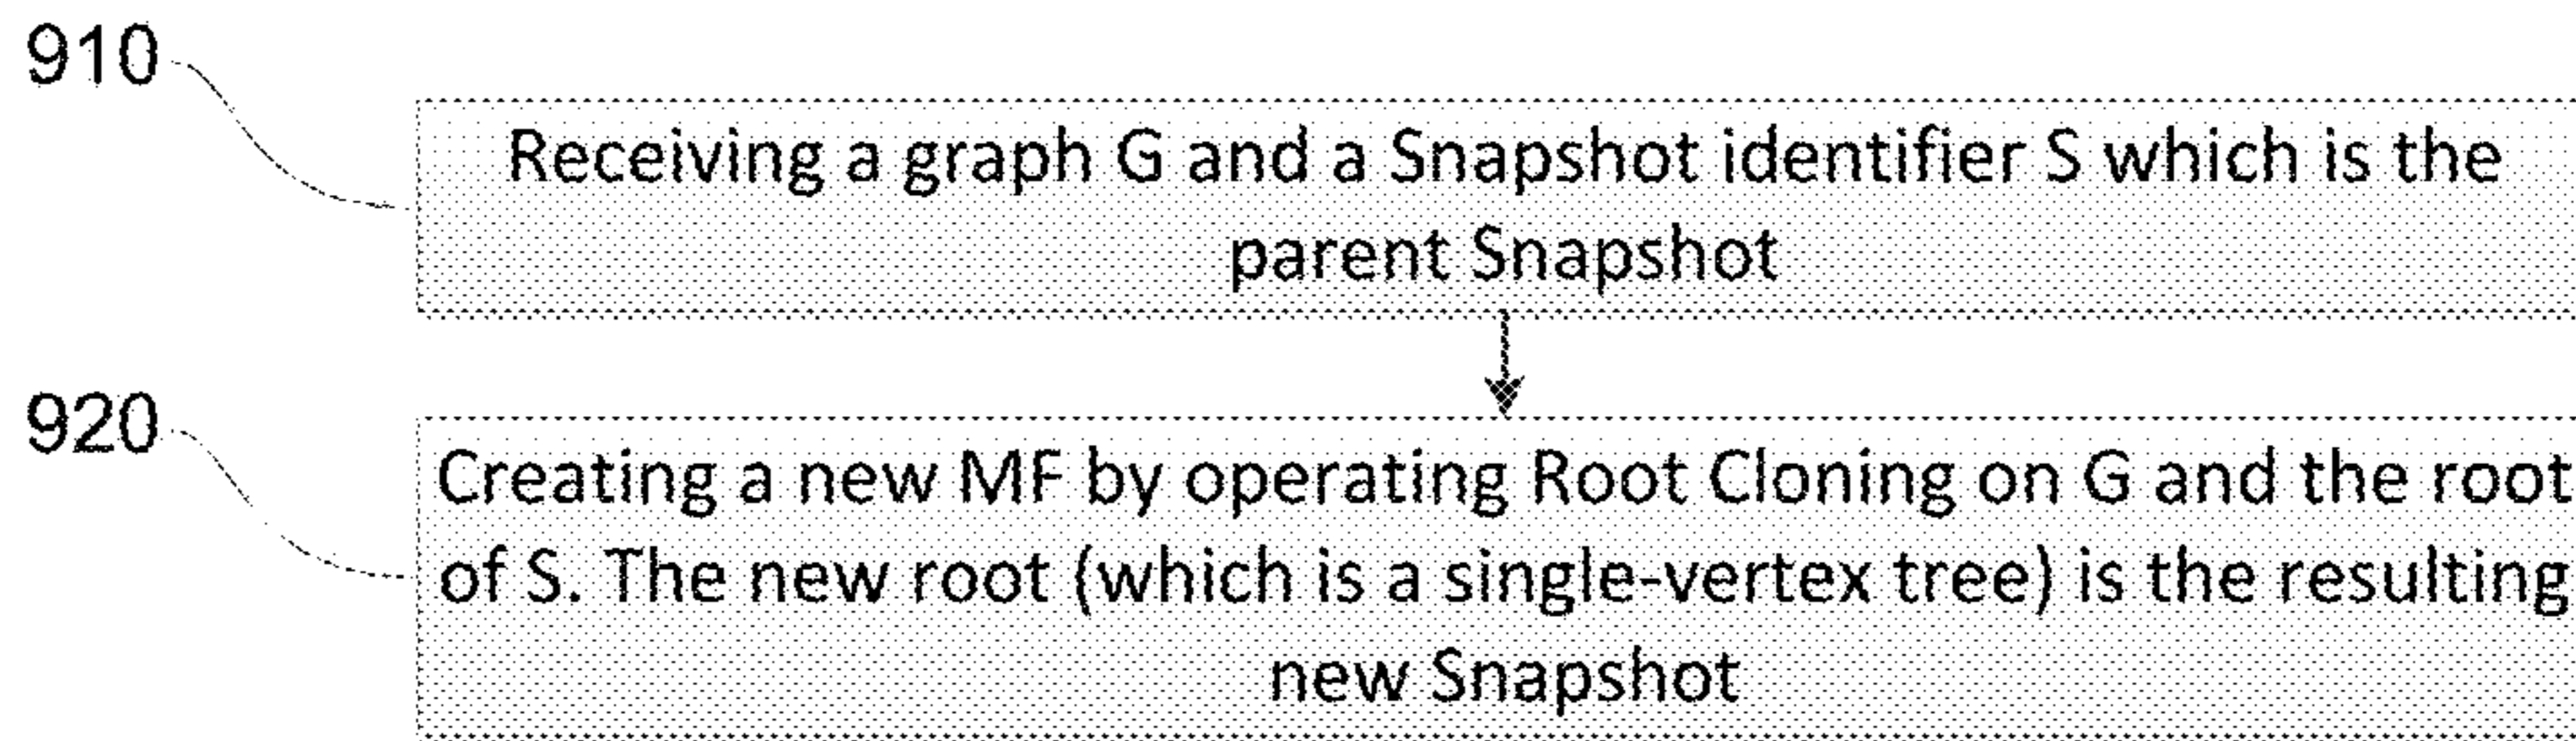 910
Receiving a graph G and a Snapshot identifier S which is the
parent Snapshot
920
Creating a new MF by operating Root Cloning on G and the root
of S. The new root (which is a single-vertex tree) is the resulting
new Snapshot